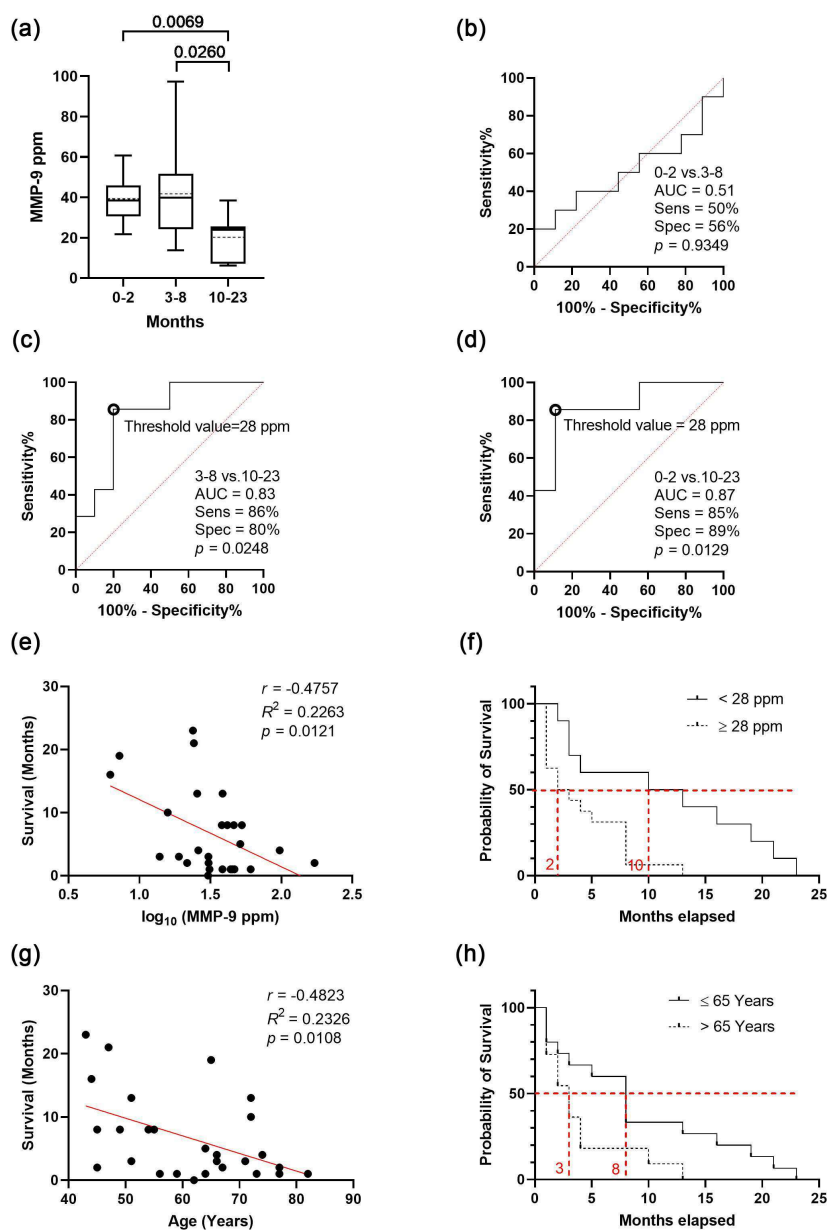 (a)
0.0069
0.0260
MMP-9 ppm
100
80
60
40
20
0
0-2
3-8
10-23
Months
(b)
Sensitivity%
100
80
60
40
20
0
0-2 vs.3-8
AUC = 0.51
Sens = 50%
Spec = 56%
p = 0.9349
0 20 40 60 80 100
100% - Specificity%
(c)
Sensitivity%
100
80
60
40
20
0
Threshold value=28 ppm
3-8 vs.10-23
AUC = 0.83
Sens = 86%
Spec = 80%
p = 0.0248
0 20 40 60 80 100
100% - Specificity%
(d)
Sensitivity%
100
80
60
40
20
0
Threshold value = 28 ppm
0-2 vs.10-23
AUC = 0.87
Sens = 85%
Spec = 89%
p = 0.0129
0 20 40 60 80 100
100% - Specificity%
(e)
Survival (Months)
30
20
10
0
r = -0.4757
R² = 0.2263
p = 0.0121
0.5 1.0 1.5 2.0 2.5
log₁₀ (MMP-9 ppm)
(f)
Probability of Survival
100
50
0
< 28 ppm
≥ 28 ppm
2
10
0 5 10 15 20 25
Months elapsed
(g)
Survival (Months)
30
20
10
0
r = -0.4823
R² = 0.2326
p = 0.0108
40 50 60 70 80 90
Age (Years)
(h)
Probability of Survival
100
50
0
≤ 65 Years
> 65 Years
3
8
0 5 10 15 20 25
Months elapsed